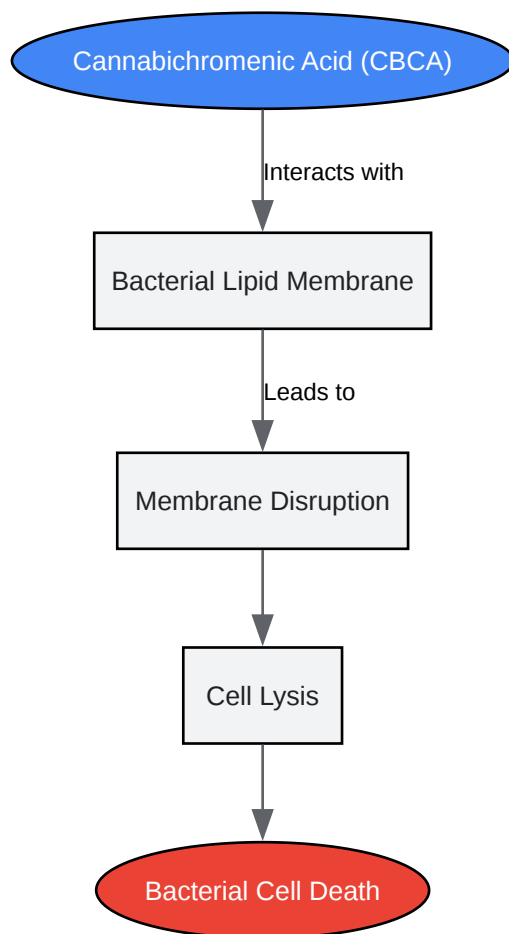 Cannabichromenic Acid (CBCA)
Interacts with
Bacterial Lipid Membrane
Leads to
Membrane Disruption
Cell Lysis
Bacterial Cell Death